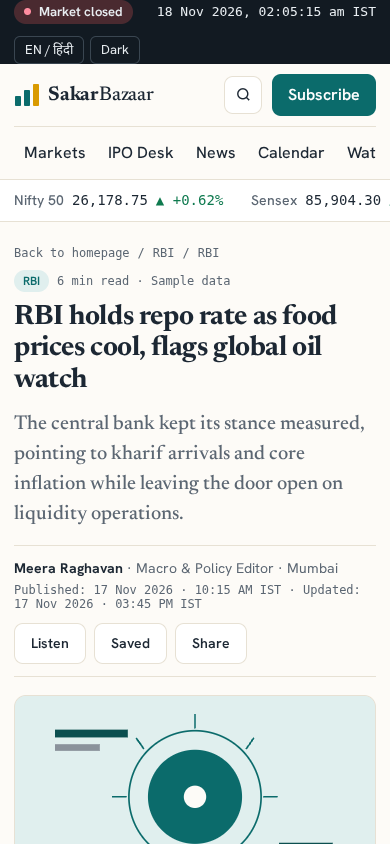 Market closed 18 Nov 2026, 02:05:15 am IST
EN / हिंदी Dark
SakarBazaar Subscribe
Markets IPO Desk News Calendar Wat
Nifty 50 26,178.75 ▲ +0.62% Sensex 85,904.30
Back to homepage / RBI / RBI
RBI 6 min read · Sample data
RBI holds repo rate as food
prices cool, flags global oil
watch
The central bank kept its stance measured,
pointing to kharif arrivals and core
inflation while leaving the door open on
liquidity operations.
Meera Raghavan · Macro & Policy Editor · Mumbai
Published: 17 Nov 2026 · 10:15 AM IST · Updated:
17 Nov 2026 · 03:45 PM IST
Listen Saved Share